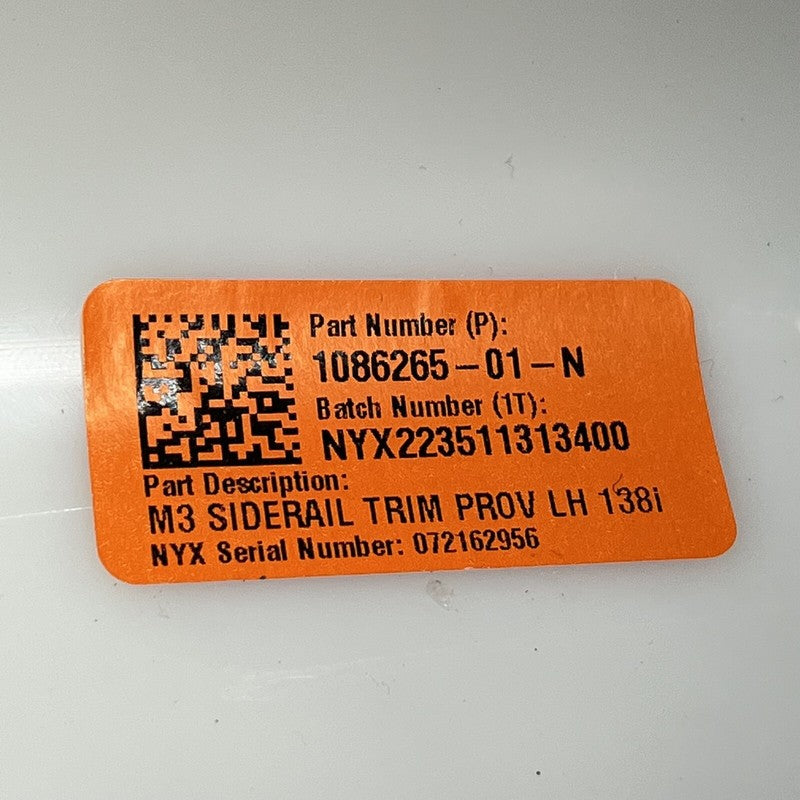 Part Number (P):
1086265-01-N
Batch Number (1T):
NYX223511313400
Part Description:
M3 SIDERAIL TRIM PROV LH 138i
NYX Serial Number: 072162956